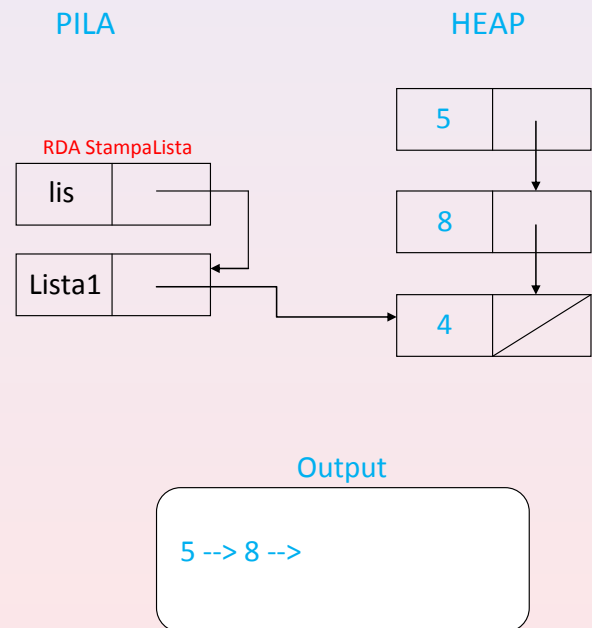 PILA
HEAP
5
RDA StampaLista
lis
8
Lista1
4
Output
5 --> 8 -->